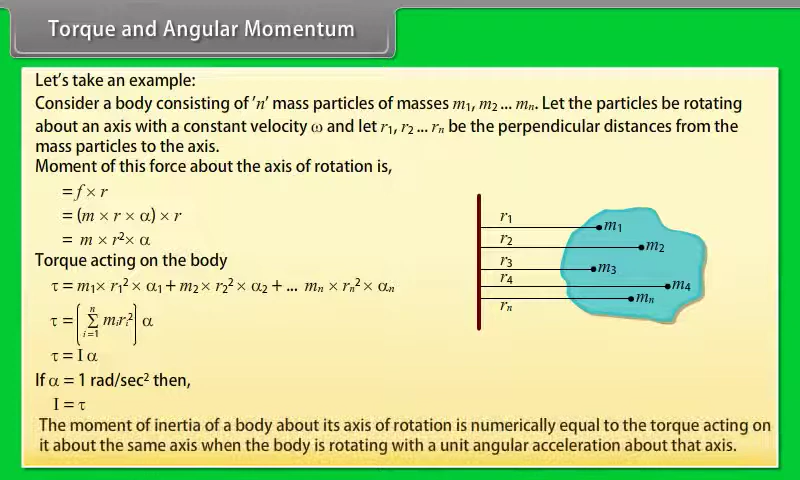 Torque and Angular Momentum
Let's take an example:
Consider a body consisting of 'n' mass particles of masses m₁, m₂ ... mₙ. Let the particles be rotating
about an axis with a constant velocity ω and let r₁, r₂ ... rₙ be the perpendicular distances from the
mass particles to the axis.
Moment of this force about the axis of rotation is,
= f × r
= (m × r × α) × r
= m × r² × α
Torque acting on the body
τ = m₁ × r₁² × α₁ + m₂ × r₂² × α₂ + ... mₙ × rₙ² × αₙ
τ = (n Σ i=1 mᵢrᵢ²) α
τ = I α
If α = 1 rad/sec² then,
I = τ
The moment of inertia of a body about its axis of rotation is numerically equal to the torque acting on
it about the same axis when the body is rotating with a unit angular acceleration about that axis.
r₁ m₁
r₂ m₂
r₃ m₃
r₄ m₄
rₙ mₙ